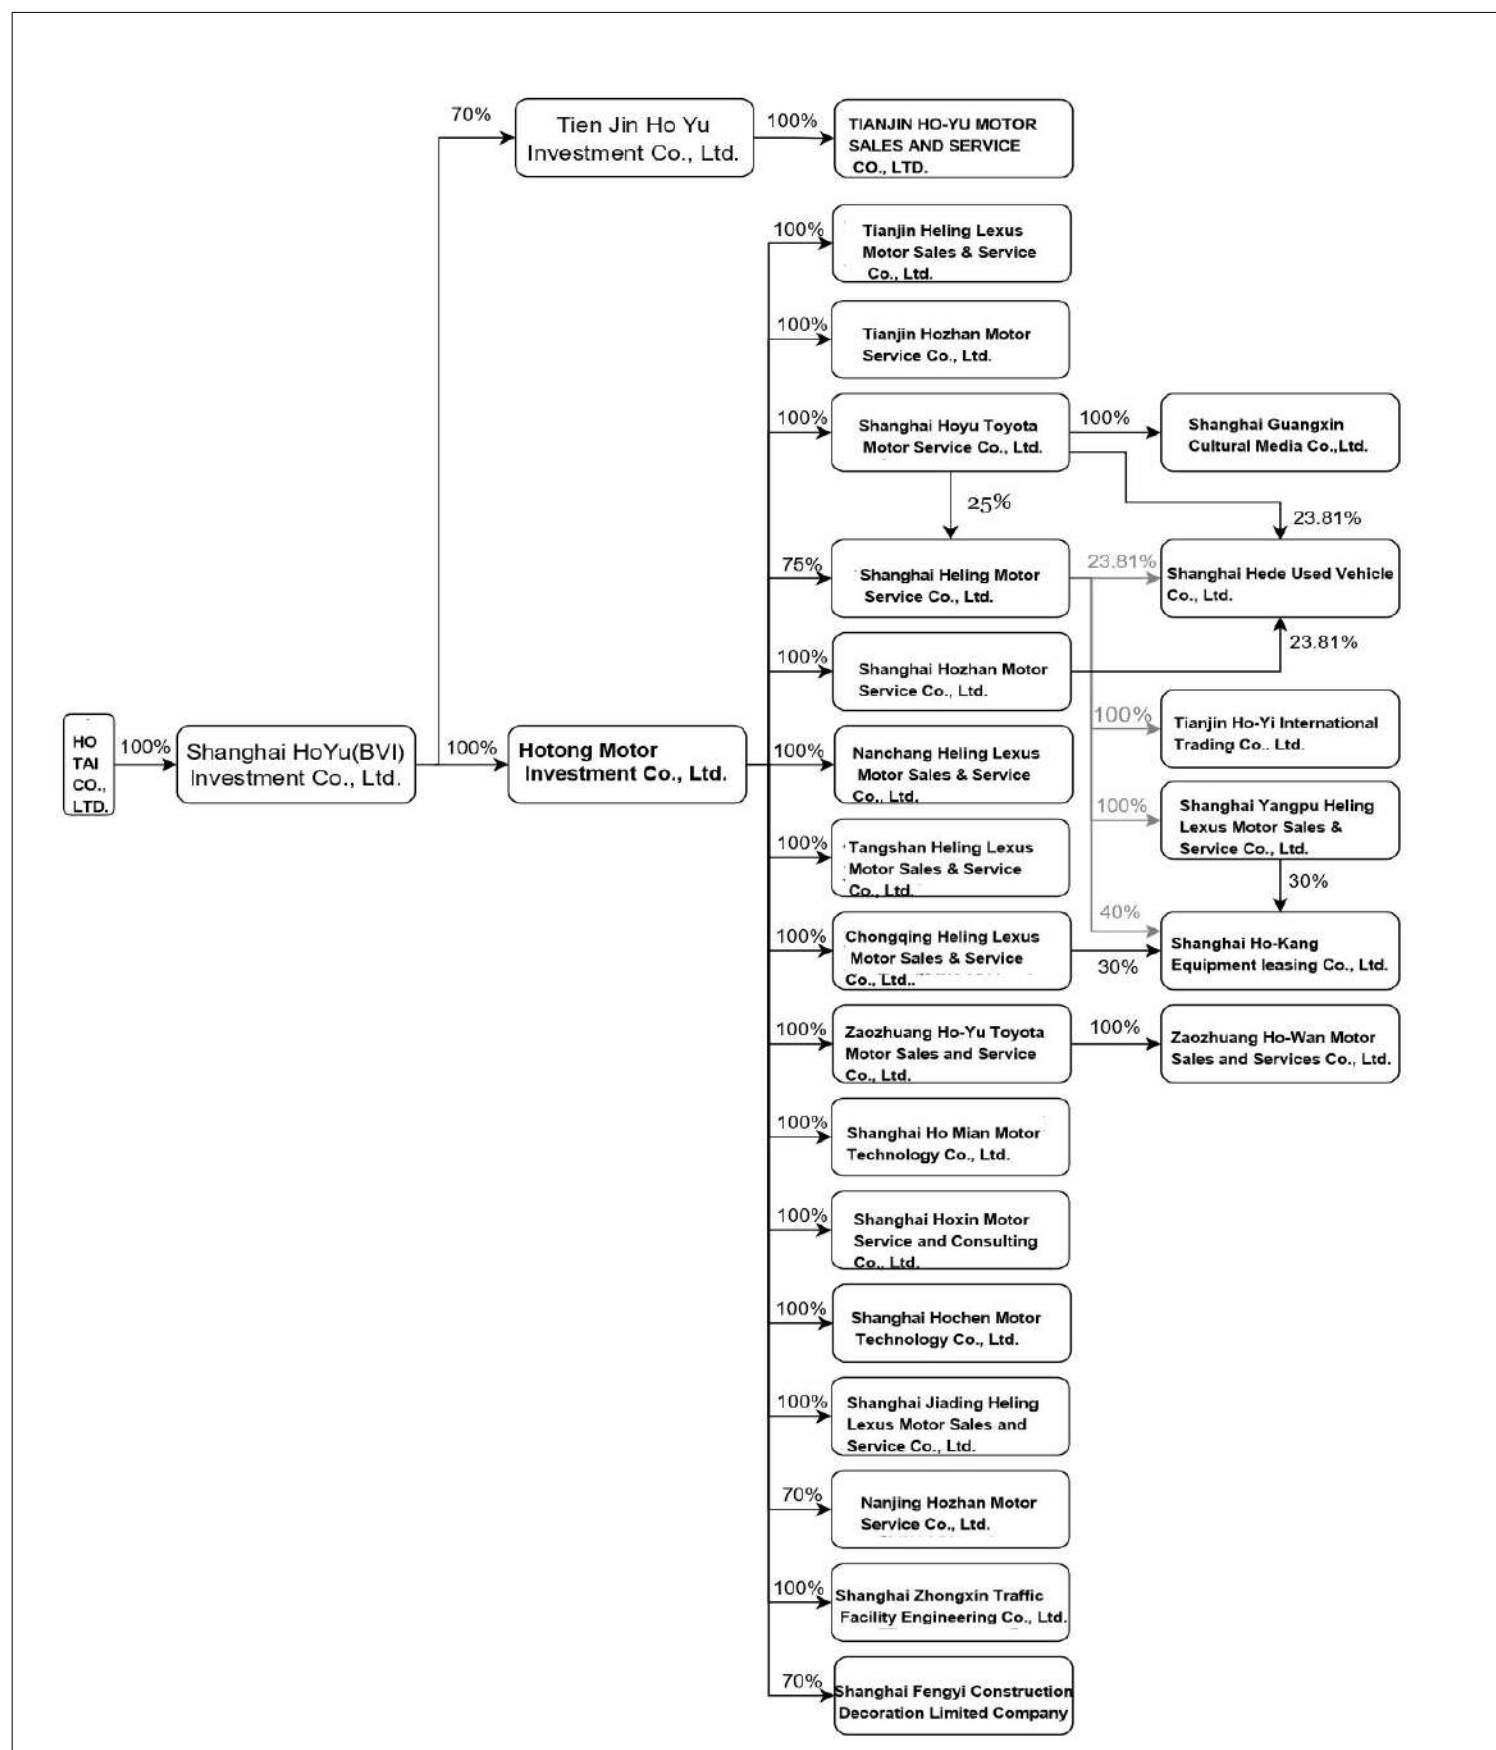 70%
Tien Jin Ho Yu
Investment Co., Ltd.
100%
TIANJIN HO-YU MOTOR
SALES AND SERVICE
CO., LTD.
100%
Tianjin Heling Lexus
Motor Sales & Service
Co., Ltd.
100%
Tianjin Hozhan Motor
Service Co., Ltd.
100%
Shanghai Hoyu Toyota
Motor Service Co., Ltd.
100%
Shanghai Guangxin
Cultural Media Co.,Ltd.
25%
23.81%
75%
Shanghai Heling Motor
Service Co., Ltd.
23.81%
Shanghai Hede Used Vehicle
Co., Ltd.
100%
Shanghai Hozhan Motor
Service Co., Ltd.
23.81%
HO
TAI
CO.,
LTD.
100%
Shanghai HoYu(BVI)
Investment Co., Ltd.
100%
Hotong Motor
Investment Co., Ltd.
100%
Nanchang Heling Lexus
Motor Sales & Service
Co., Ltd.
100%
Tianjin Ho-Yi International
Trading Co.. Ltd.
100%
Tangshan Heling Lexus
Motor Sales & Service
Co., Ltd.
100%
Shanghai Yangpu Heling
Lexus Motor Sales &
Service Co., Ltd.
30%
100%
Chongqing Heling Lexus
Motor Sales & Service
Co., Ltd..
40%
30%
Shanghai Ho-Kang
Equipment leasing Co., Ltd.
100%
Zaozhuang Ho-Yu Toyota
Motor Sales and Service
Co., Ltd.
100%
Zaozhuang Ho-Wan Motor
Sales and Services Co., Ltd.
100%
Shanghai Ho Mian Motor
Technology Co., Ltd.
100%
Shanghai Hoxin Motor
Service and Consulting
Co., Ltd.
100%
Shanghai Hochen Motor
Technology Co., Ltd.
100%
Shanghai Jiading Heling
Lexus Motor Sales and
Service Co., Ltd.
70%
Nanjing Hozhan Motor
Service Co., Ltd.
100%
Shanghai Zhongxin Traffic
Facility Engineering Co., Ltd.
70%
Shanghai Fengyi Construction
Decoration Limited Company